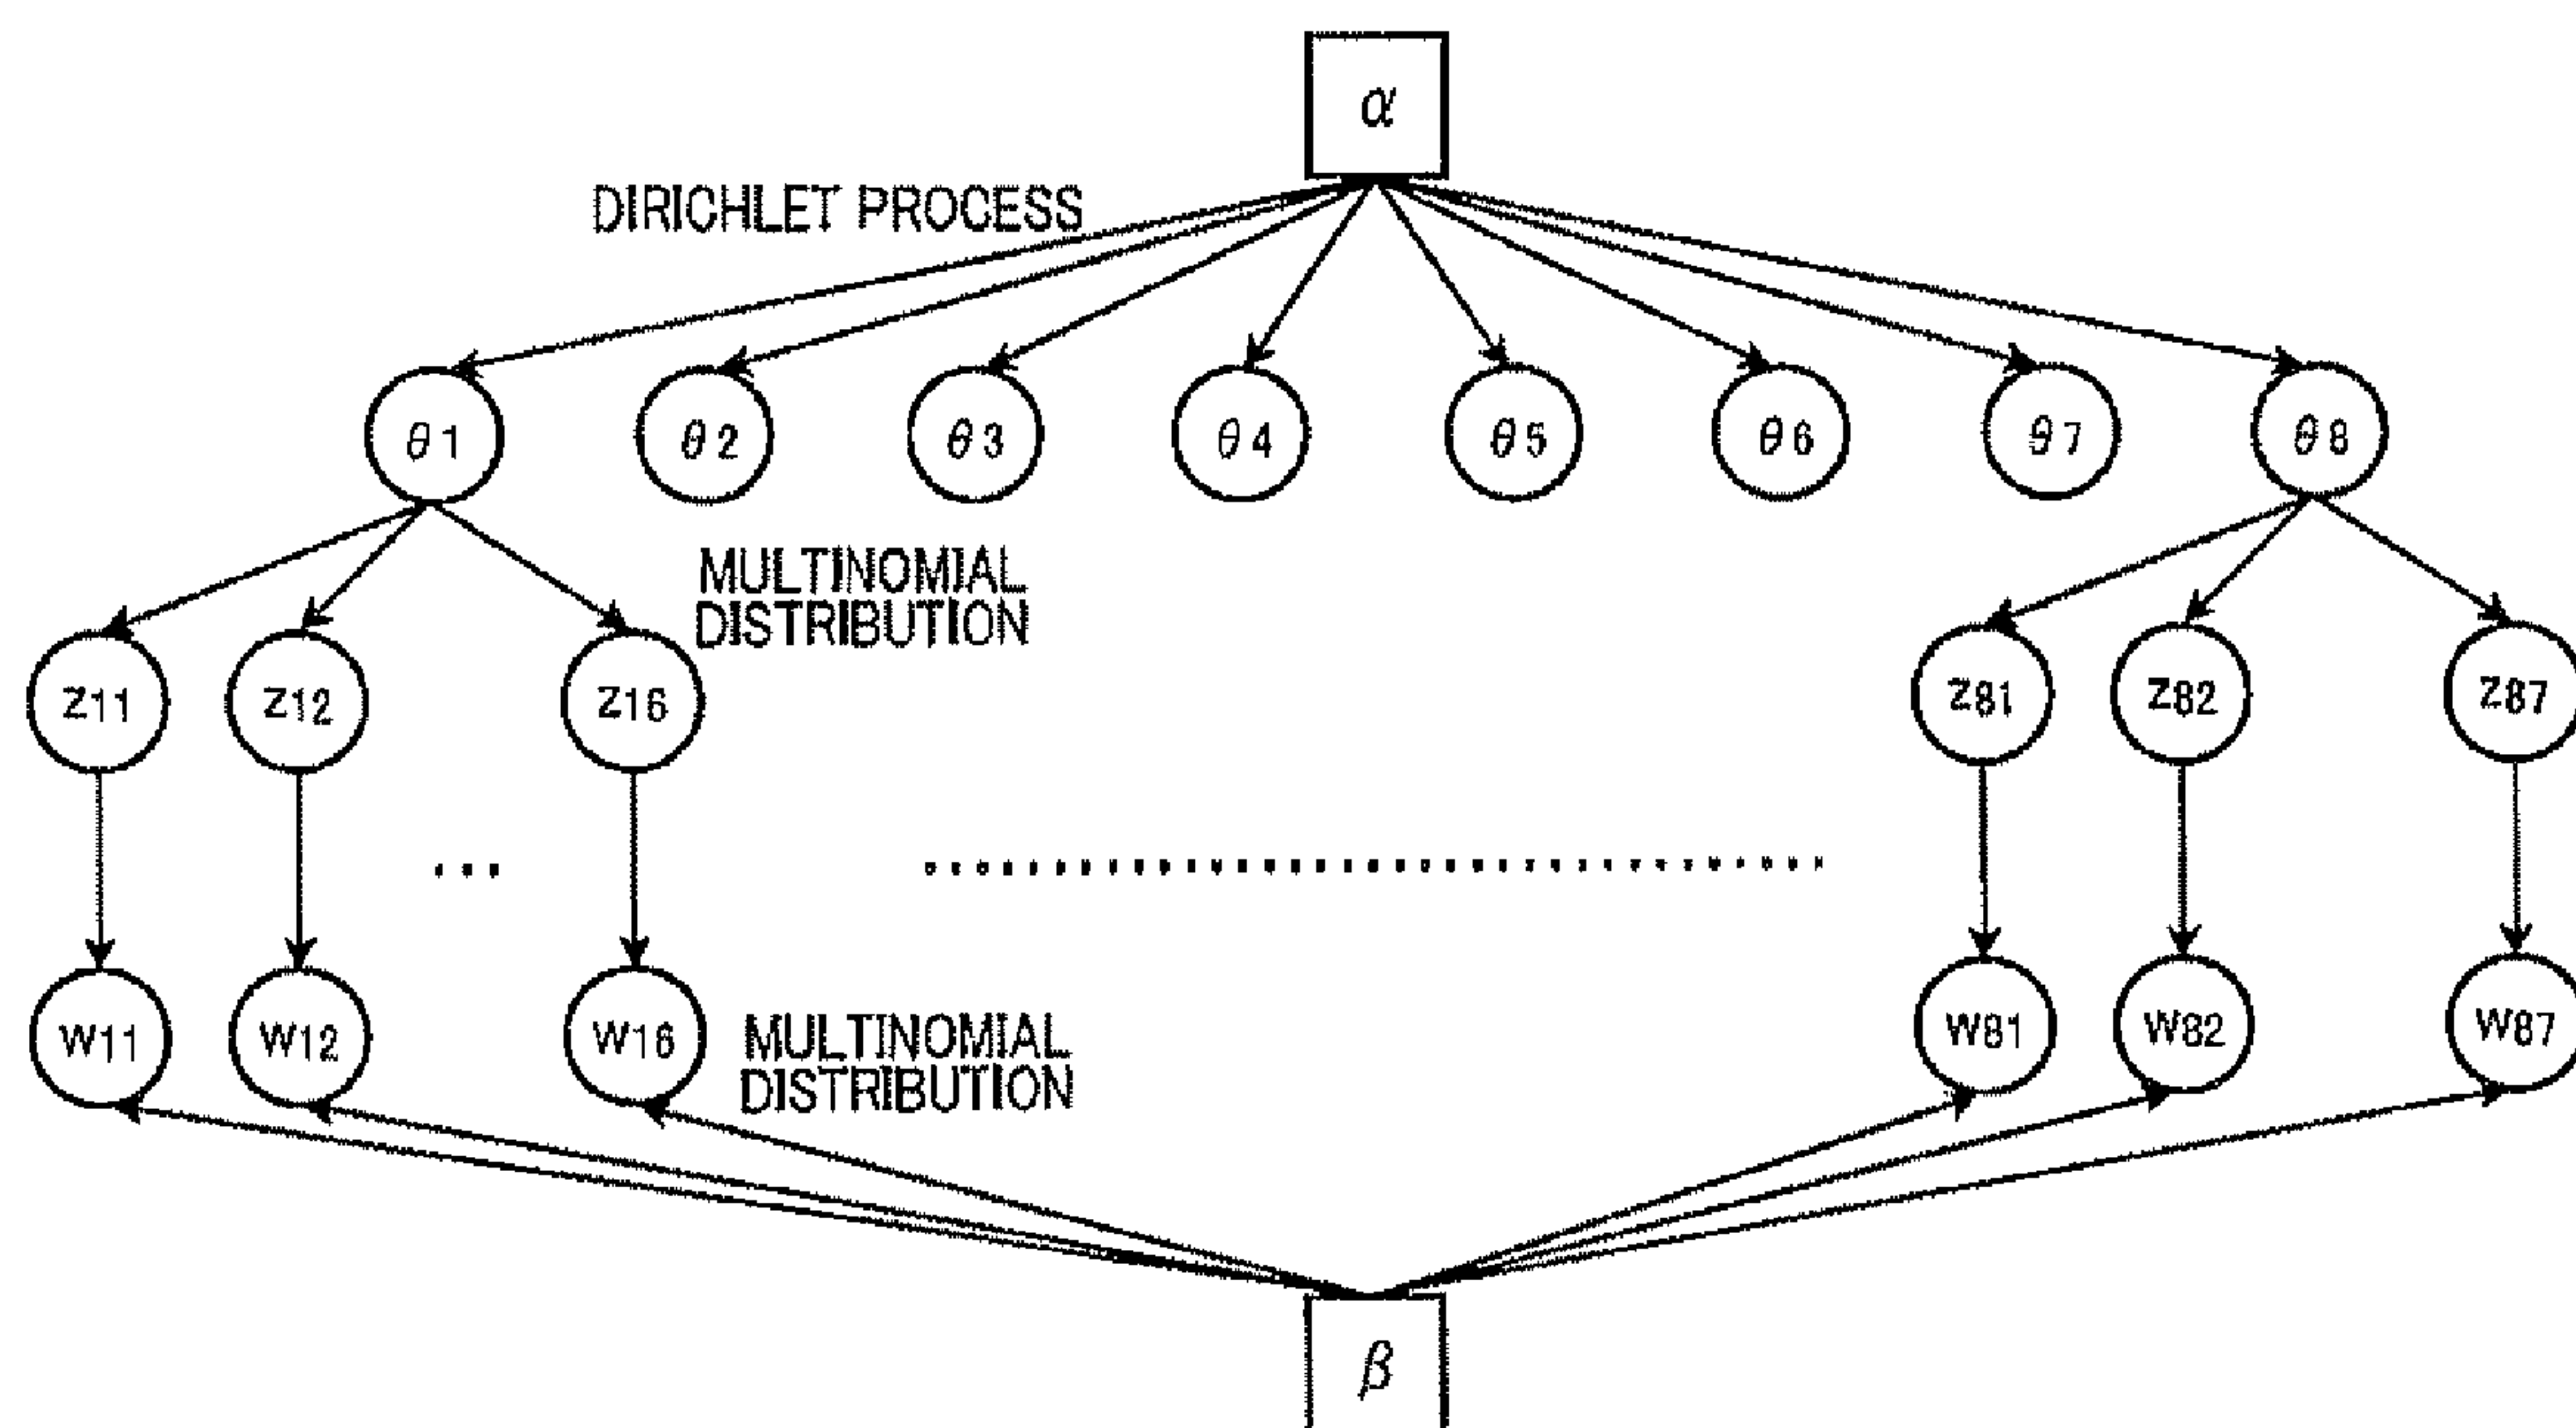 α
DIRICHLET PROCESS
θ1 θ2 θ3 θ4 θ5 θ6 θ7 θ8
MULTINOMIAL
DISTRIBUTION
z11 z12 z16 z81 z82 z87
... ...................................
w11 w12 w16 w81 w82 w87
MULTINOMIAL
DISTRIBUTION
β